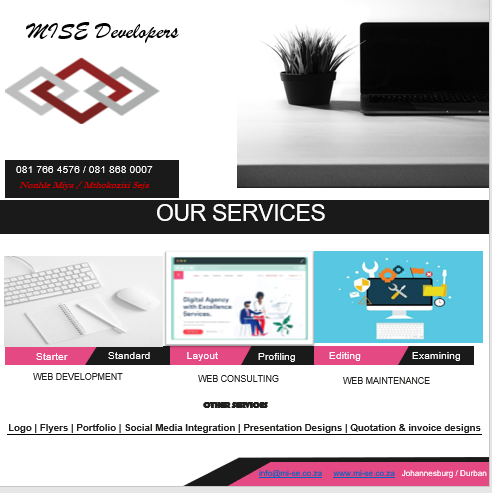 MISE Developers
081 766 4576 / 081 868 0007
Nonhle Miya / Mthokozisi Seja
OUR SERVICES
Digital Agency
with Excellence
Services.
Starter Standard Layout Profiling Editing Examining
WEB DEVELOPMENT WEB CONSULTING WEB MAINTENANCE
OTHER SERVICES
Logo | Flyers | Portfolio | Social Media Integration | Presentation Designs | Quotation & invoice designs
info@mi-se.co.za www.mi-se.co.za Johannesburg / Durban